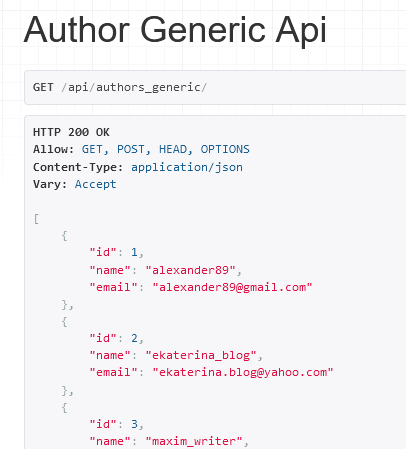 Author Generic Api
GET /api/authors_generic/
HTTP 200 OK
Allow: GET, POST, HEAD, OPTIONS
Content-Type: application/json
Vary: Accept
[
{
"id": 1,
"name": "alexander89",
"email": "alexander89@gmail.com"
},
{
"id": 2,
"name": "ekaterina_blog",
"email": "ekaterina.blog@yahoo.com"
},
{
"id": 3,
"name": "maxim_writer",